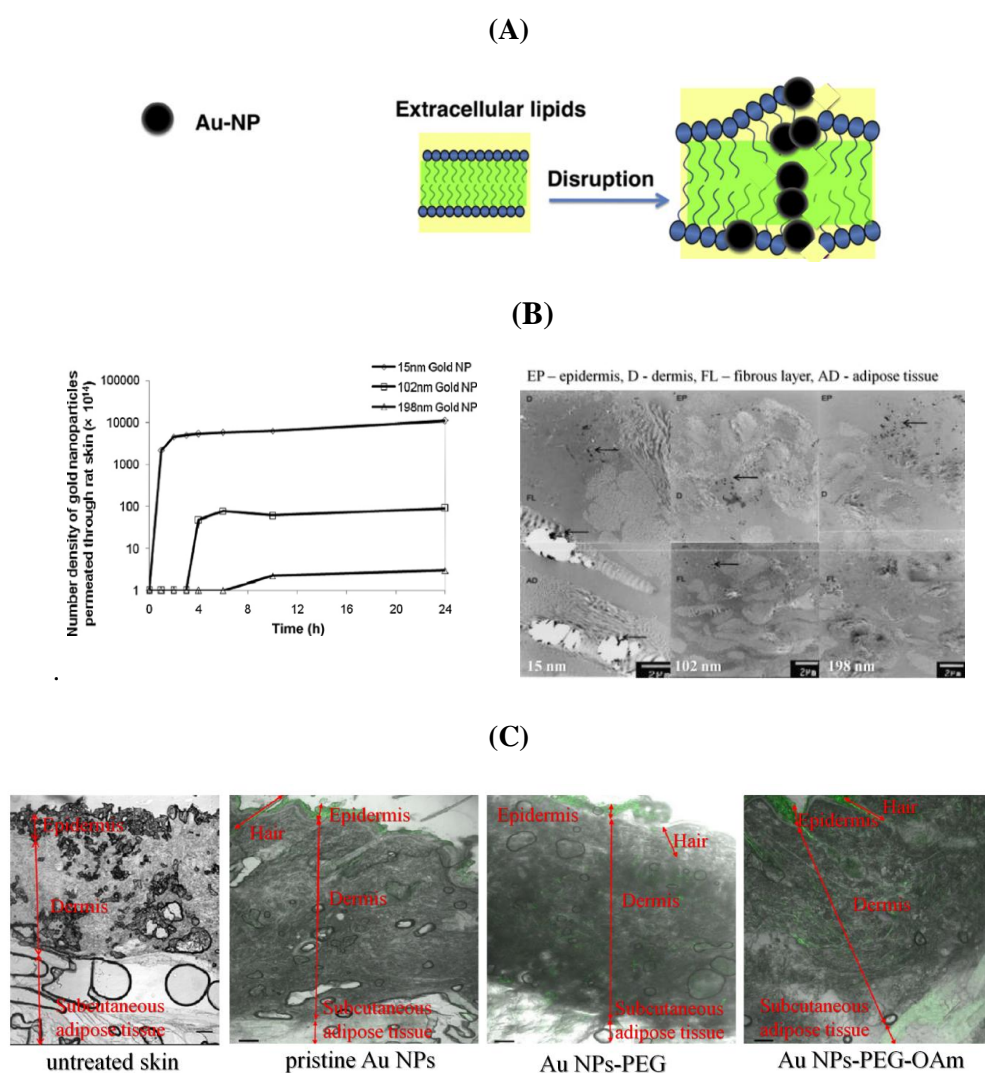 (A)
Au-NP
Extracellular lipids
Disruption
(B)
Number density of gold nanoparticles
permeated through rat skin (× 10¹⁴)
100000
10000
1000
100
10
1
0
4
8
12
16
20
24
Time (h)
15nm Gold NP
102nm Gold NP
198nm Gold NP
.
EP – epidermis, D - dermis, FL – fibrous layer, AD - adipose tissue
D
EP
EP
D
D
FL
FL
FL
AD
15 nm
2µm
102 nm
2µm
198 nm
2µm
(C)
Epidermis
Dermis
Subcutaneous
adipose tissue
untreated skin
Hair
Epidermis
Dermis
Subcutaneous
adipose tissue
pristine Au NPs
Epidermis
Hair
Dermis
Subcutaneous
adipose tissue
Au NPs-PEG
Hair
Epidermis
Dermis
Subcutaneous
adipose tissue
Au NPs-PEG-OAm